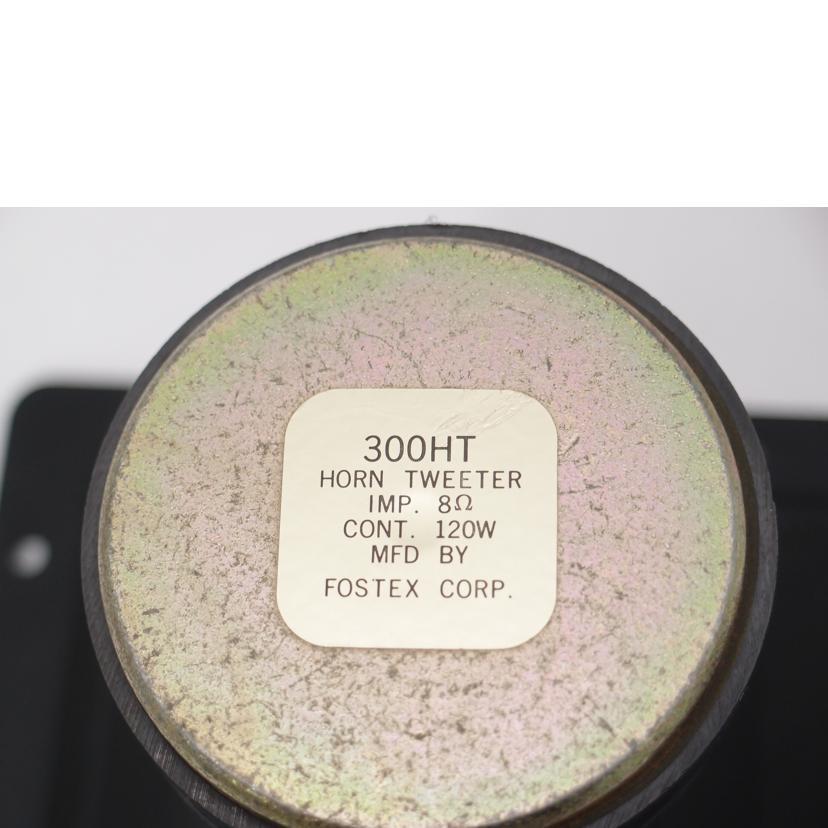 300HT
HORN TWEETER
IMP. 8Ω
CONT. 120W
MFD BY
FOSTEX CORP.